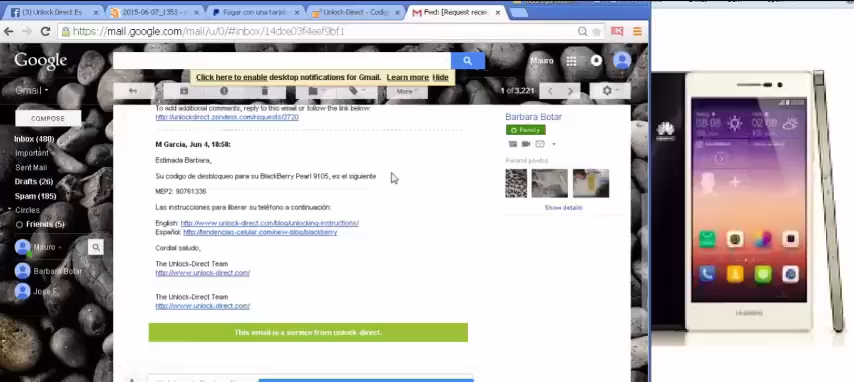 (3) Unlock.Direct.Es
2015-06-07_1351
Pagar con una tarje
Unlock-Direct - Codig
Fwd: [Request recei
https://mail.google.com/mail/u/0/#inbox/14dce03f4eef9bf1
Google
Mauro
Click here to enable desktop notifications for Gmail. Learn more Hide
Gmail
More
1 of 3,221
COMPOSE
Inbox (488)
Important
Sent Mail
Drafts (26)
Spam (185)
Circles
Friends (5)
Mauro
Barbara Botar
Jose F.
To add additional comments, reply to this email or follow the link below:
http://unlockdirect.zendesk.com/requests/2720
M Garcia, Jun 4, 18:58:
Estimada Barbara,
Su codigo de desbloqueo para su BlackBerry Pearl 9105, es el siguiente
MEP2: 90761336
Las instrucciones para liberar su teléfono a continuación:
English: http://www.unlock-direct.com/blog/unlocking-instructions/
Español: http://tendencias-celular.com/new-blog/blackberry
Cordial saludo,
The Unlock-Direct Team
http://www.unlock-direct.com/
The Unlock-Direct Team
http://www.unlock-direct.com/
This email is a service from unlock-direct.
Barbara Botar
Family
Recent photos
Show details
HUAWEI
08:08
HUAWEI